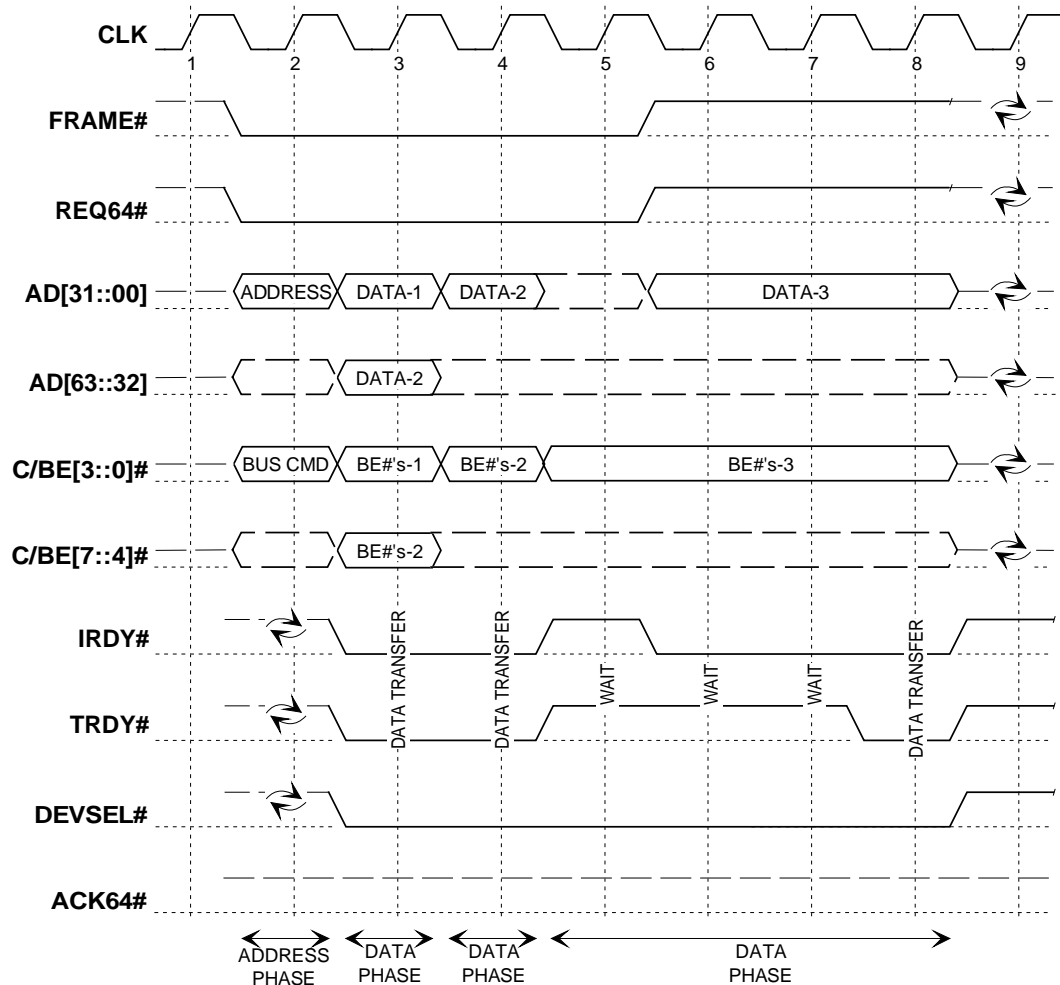 CLK
1 2 3 4 5 6 7 8 9
FRAME#
REQ64#
AD[31::00] ADDRESS DATA-1 DATA-2 DATA-3
AD[63::32] DATA-2
C/BE[3::0]# BUS CMD BE#'s-1 BE#'s-2 BE#'s-3
C/BE[7::4]# BE#'s-2
IRDY#
DATA TRANSFER
DATA TRANSFER
WAIT
WAIT
WAIT
DATA TRANSFER
TRDY#
DEVSEL#
ACK64#
ADDRESS
PHASE
DATA
PHASE
DATA
PHASE
DATA
PHASE